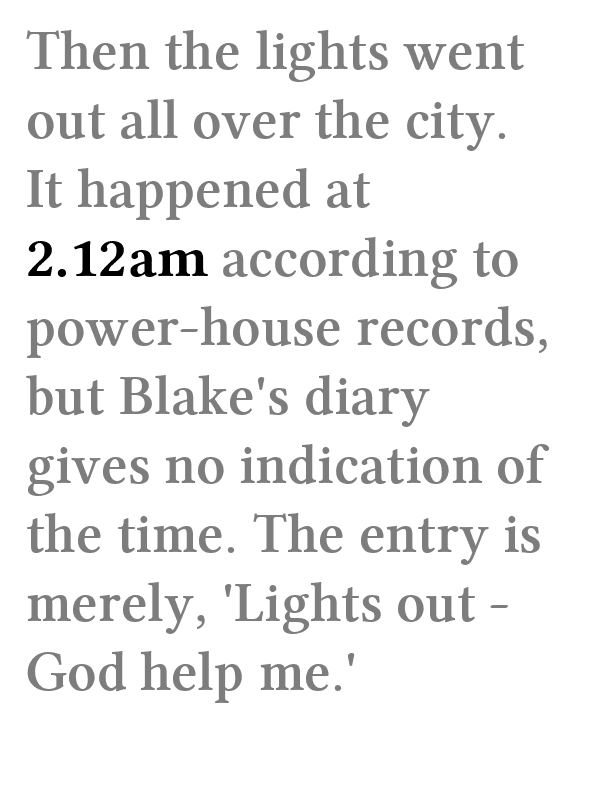 Then the lights went
out all over the city.
It happened at
2.12am according to
power-house records,
but Blake's diary
gives no indication of
the time. The entry is
merely, 'Lights out -
God help me.'